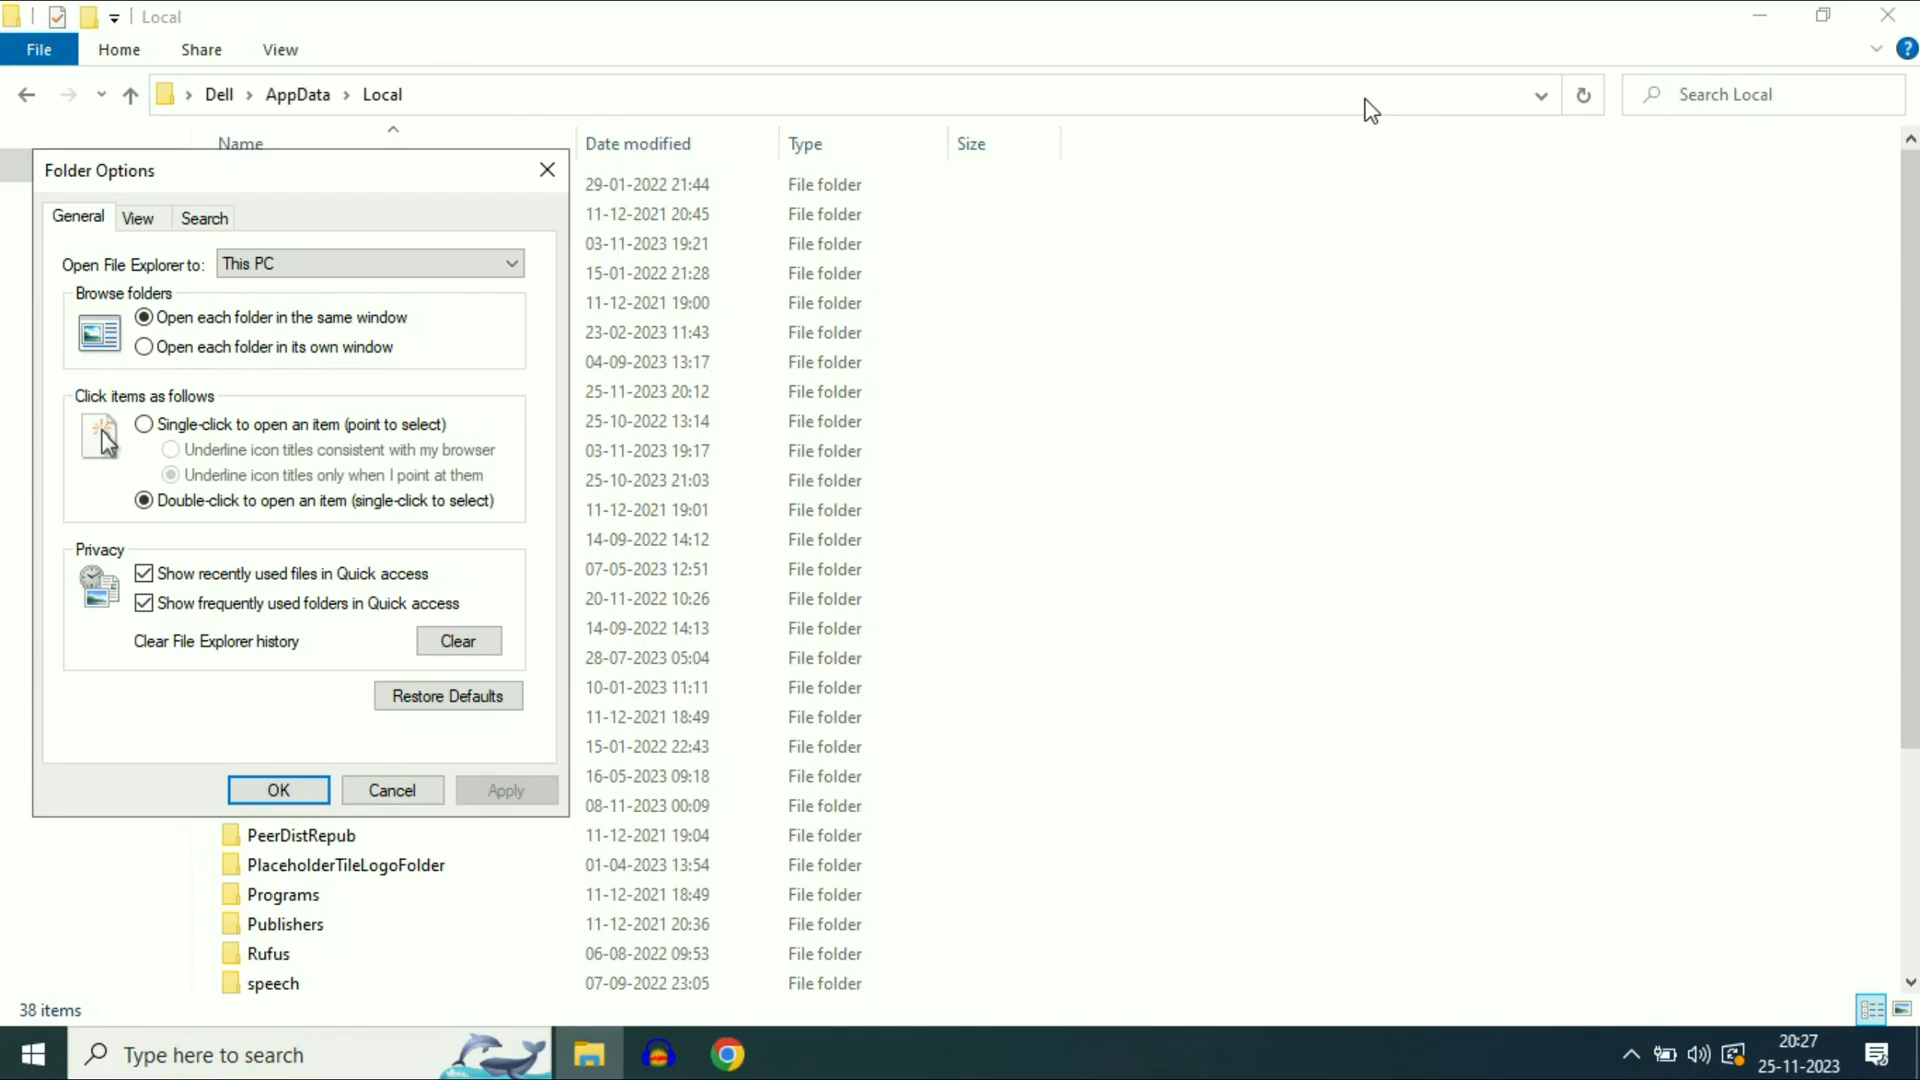 Local
File Home Share View
?
Dell AppData Local
Search Local
Name Date modified Type Size
Folder Options
General View Search
Open File Explorer to: This PC
Browse folders
Open each folder in the same window
Open each folder in its own window
Click items as follows
Single-click to open an item (point to select)
Underline icon titles consistent with my browser
Underline icon titles only when I point at them
Double-click to open an item (single-click to select)
Privacy
Show recently used files in Quick access
Show frequently used folders in Quick access
Clear File Explorer history Clear
Restore Defaults
OK Cancel Apply
29-01-2022 21:44 File folder
11-12-2021 20:45 File folder
03-11-2023 19:21 File folder
15-01-2022 21:28 File folder
11-12-2021 19:00 File folder
23-02-2023 11:43 File folder
04-09-2023 13:17 File folder
25-11-2023 20:12 File folder
25-10-2022 13:14 File folder
03-11-2023 19:17 File folder
25-10-2023 21:03 File folder
11-12-2021 19:01 File folder
14-09-2022 14:12 File folder
07-05-2023 12:51 File folder
20-11-2022 10:26 File folder
14-09-2022 14:13 File folder
28-07-2023 05:04 File folder
10-01-2023 11:11 File folder
11-12-2021 18:49 File folder
15-01-2022 22:43 File folder
16-05-2023 09:18 File folder
08-11-2023 00:09 File folder
PeerDistRepub 11-12-2021 19:04 File folder
PlaceholderTileLogoFolder 01-04-2023 13:54 File folder
Programs 11-12-2021 18:49 File folder
Publishers 11-12-2021 20:36 File folder
Rufus 06-08-2022 09:53 File folder
speech 07-09-2022 23:05 File folder
38 items
Type here to search
20:27
25-11-2023